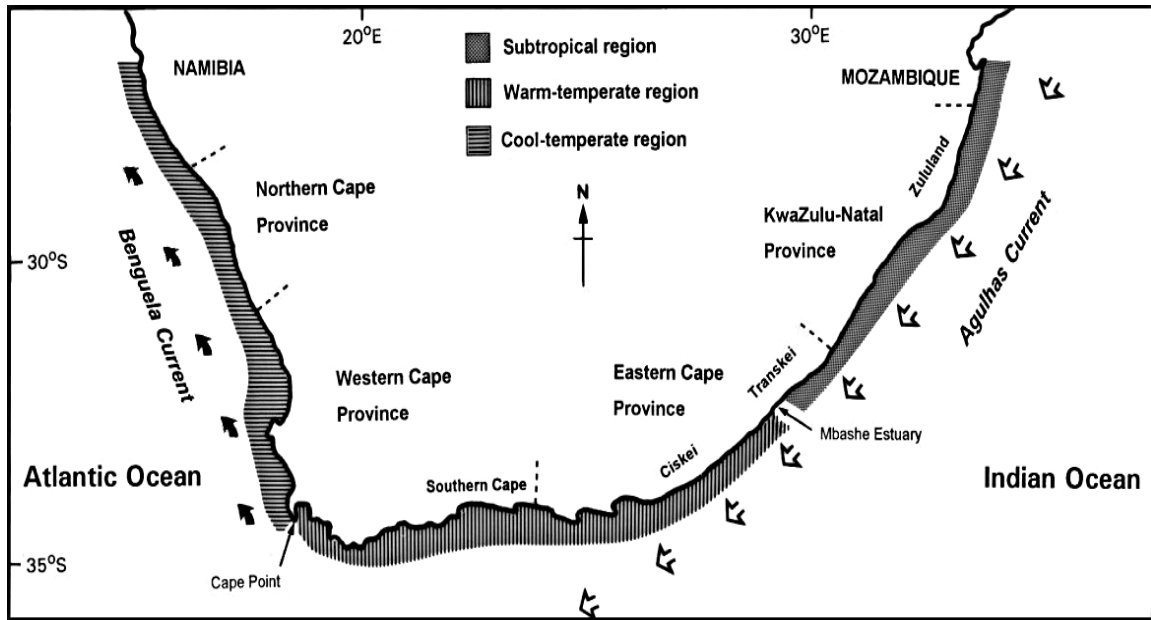 20°E
30°E
Subtropical region
Warm-temperate region
Cool-temperate region
NAMIBIA
MOZAMBIQUE
Zululand
Northern Cape
Province
N
KwaZulu-Natal
Province
30°S
Benguela Current
Agulhas Current
Western Cape
Province
Eastern Cape
Province
Transkei
Mbashe Estuary
Ciskei
Atlantic Ocean
Southern Cape
Indian Ocean
35°S
Cape Point